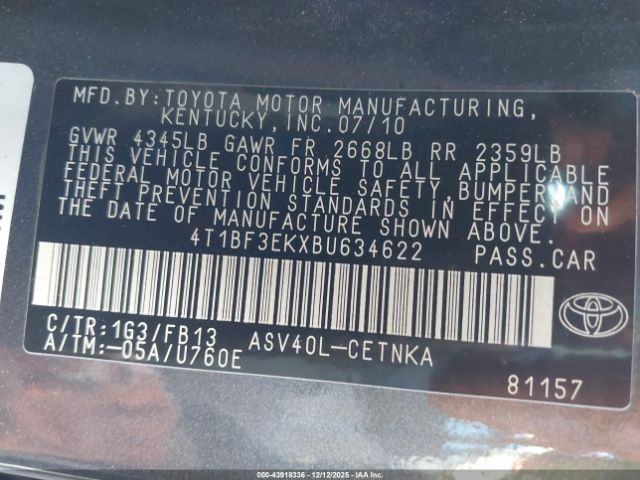 MFD.BY:TOYOTA MOTOR MANUFACTURING,
KENTUCKY,INC.07/10
GVWR 4345LB GAWR FR 2668LB RR 2359LB
THIS VEHICLE CONFORMS TO ALL APPLICABLE
FEDERAL MOTOR VEHICLE SAFETY,BUMPER,AND
THEFT PREVENTION STANDARDS IN EFFECT ON
THE DATE OF MANUFACTURE SHOWN ABOVE.
4T1BF3EKXBU634622 PASS.CAR
C/TR:1G3/FB13 ASV40L-CETNKA
A/TM:-05A/U760E
81157
TOYOTA
000-43918336 - 12/12/2025 - IAA Inc.